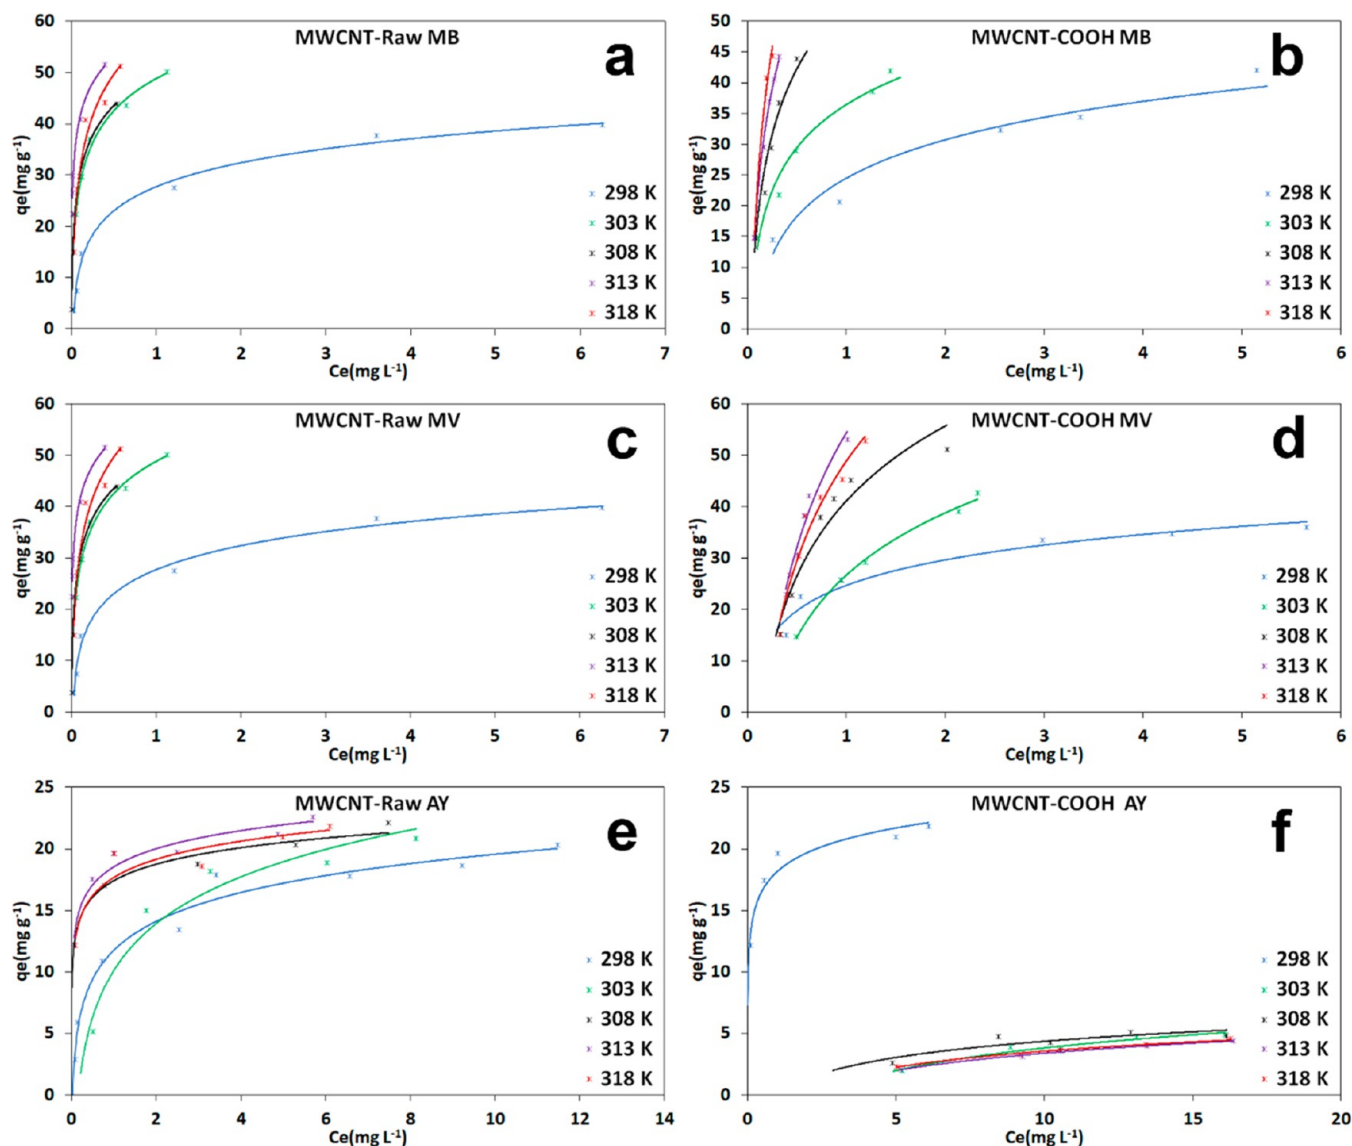 MWCNT-Raw MB
a
qe(mg g⁻¹)
60
50
40
30
20
10
0
298 K
303 K
308 K
313 K
318 K
0 1 2 3 4 5 6 7
Ce(mg L⁻¹)
MWCNT-COOH MB
b
qe(mg g⁻¹)
50
45
40
35
30
25
20
15
10
5
0
298 K
303 K
308 K
313 K
318 K
0 1 2 3 4 5 6
Ce(mg L⁻¹)
MWCNT-Raw MV
c
qe(mg g⁻¹)
60
50
40
30
20
10
0
298 K
303 K
308 K
313 K
318 K
0 1 2 3 4 5 6 7
Ce(mg L⁻¹)
MWCNT-COOH MV
d
qe(mg g⁻¹)
60
50
40
30
20
10
0
298 K
303 K
308 K
313 K
318 K
0 1 2 3 4 5 6
Ce(mg L⁻¹)
MWCNT-Raw AY
e
qe(mg g⁻¹)
25
20
15
10
5
0
298 K
303 K
308 K
313 K
318 K
0 2 4 6 8 10 12 14
Ce(mg L⁻¹)
MWCNT-COOH AY
f
qe(mg g⁻¹)
25
20
15
10
5
0
298 K
303 K
308 K
313 K
318 K
0 5 10 15 20
Ce(mg L⁻¹)